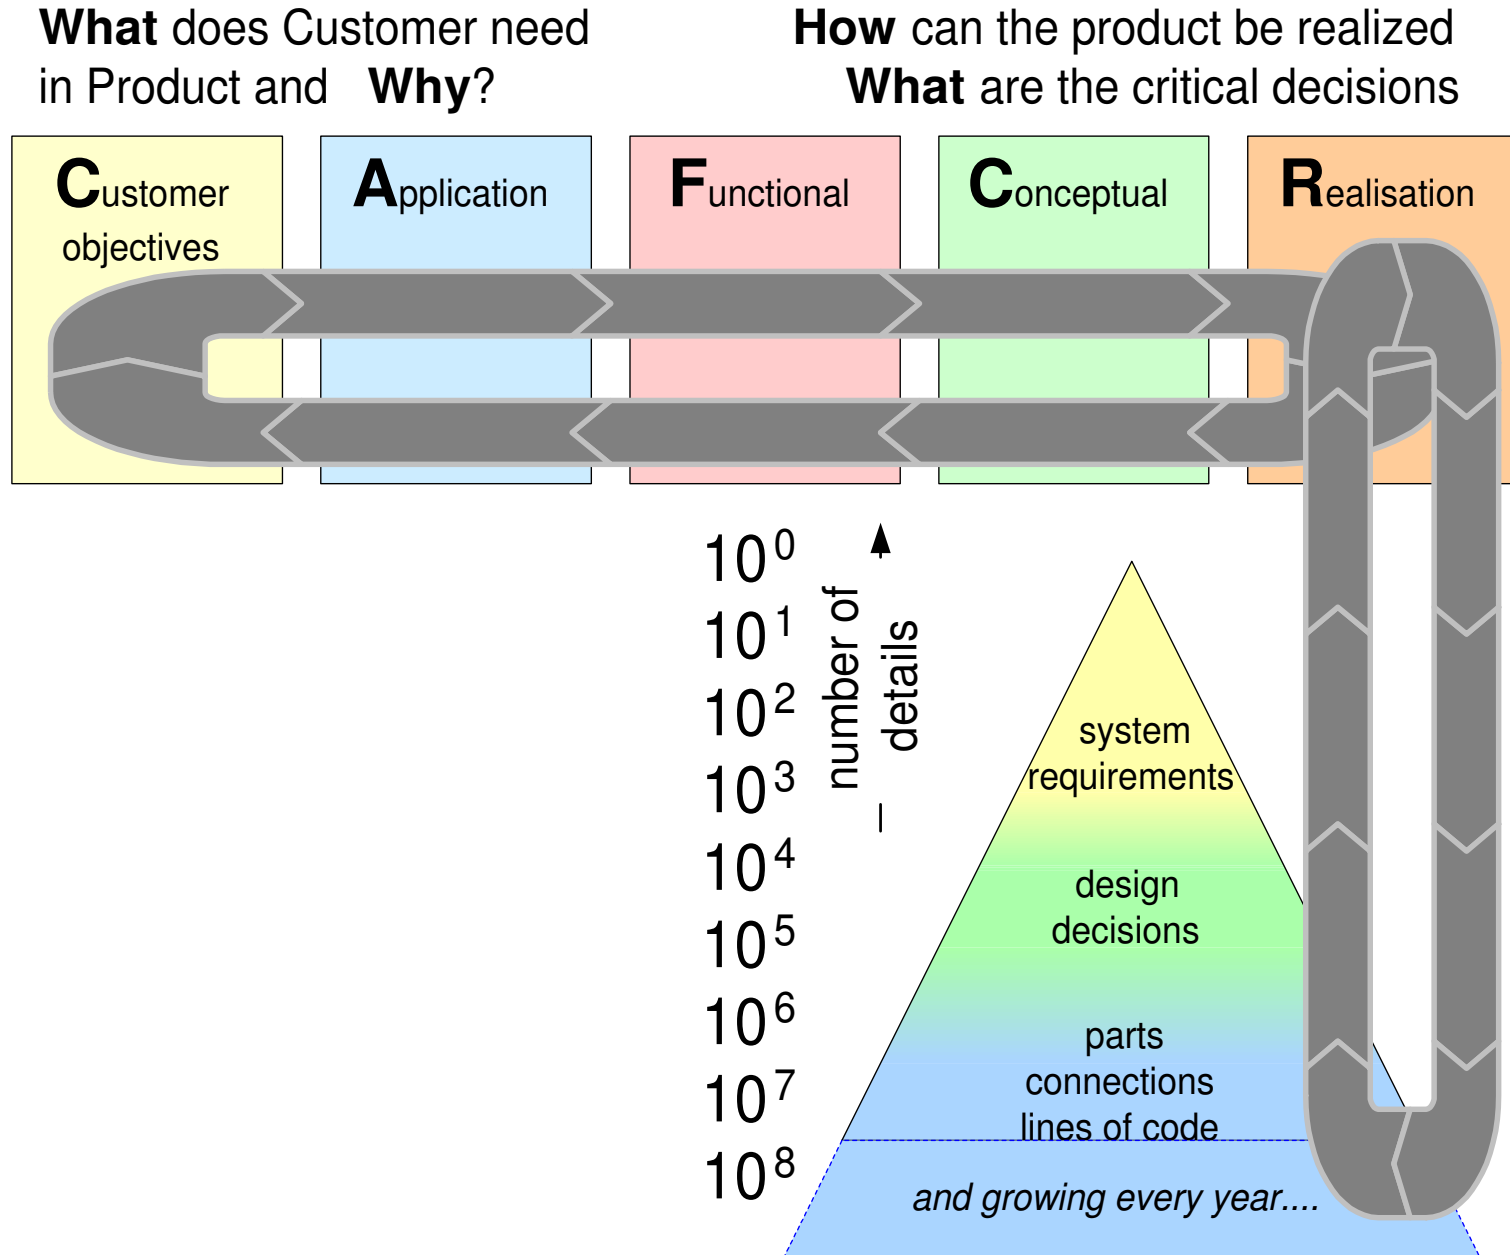 What does Customer need
in Product and Why?
How can the product be realized
What are the critical decisions
Customer
objectives
Application
Functional
Conceptual
Realisation
10^0
10^1
10^2
10^3
10^4
10^5
10^6
10^7
10^8
number of
details
system
requirements
design
decisions
parts
connections
lines of code
and growing every year....